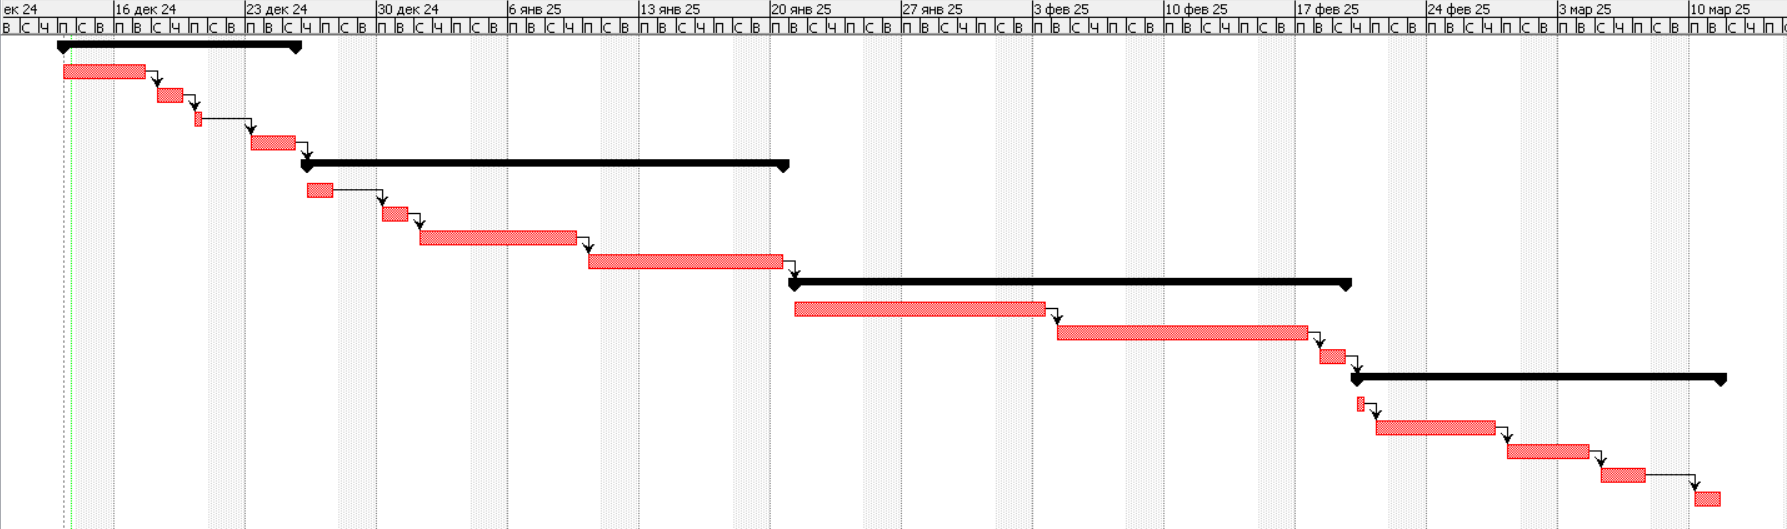 ек 24 16 дек 24 23 дек 24 30 дек 24 6 янв 25 13 янв 25 20 янв 25 27 янв 25 3 фев 25 10 фев 25 17 фев 25 24 фев 25 3 мар 25 10 мар 25
В С Ч П С В П В С Ч П С В П В С Ч П С В П В С Ч П С В П В С Ч П С В П В С Ч П С В П В С Ч П С В П В С Ч П С В П В С Ч П С В П В С Ч П С В П В С Ч П С В П В С Ч П С В П В С Ч П С В П В С Ч П